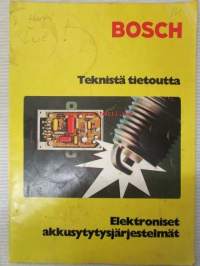 BOSCH
Teknistä tietoutta
Elektroniset
akkusytytysjärjestelmät